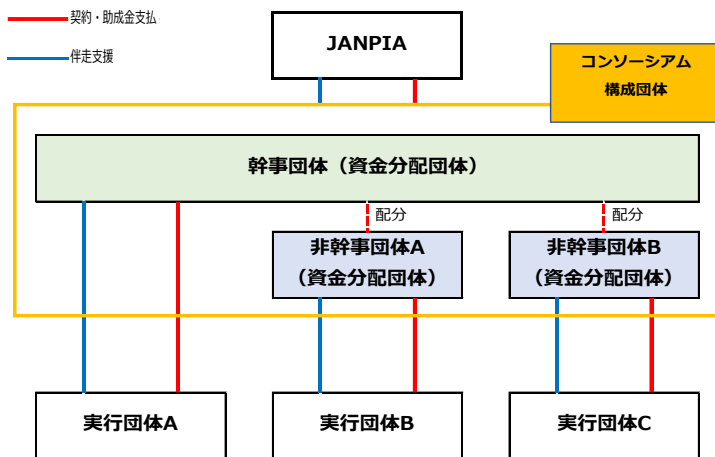 契約・助成金支払
伴走支援
JANPIA
コンソーシアム
構成団体
幹事団体（資金分配団体）
配分
配分
非幹事団体A
（資金分配団体）
非幹事団体B
（資金分配団体）
実行団体A
実行団体B
実行団体C